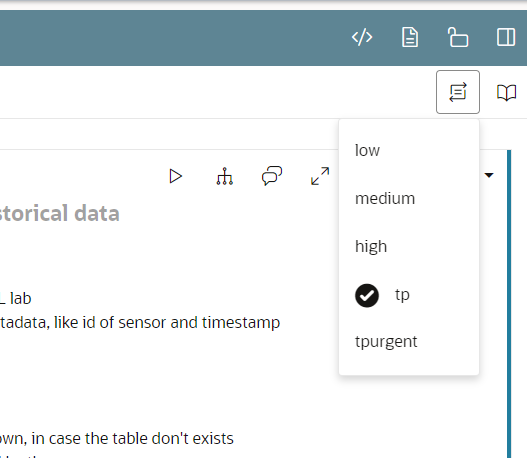 low
medium
storical data
high
L lab
tp
tadata, like id of sensor and timestamp
tpurgent
own, in case the table don't exists